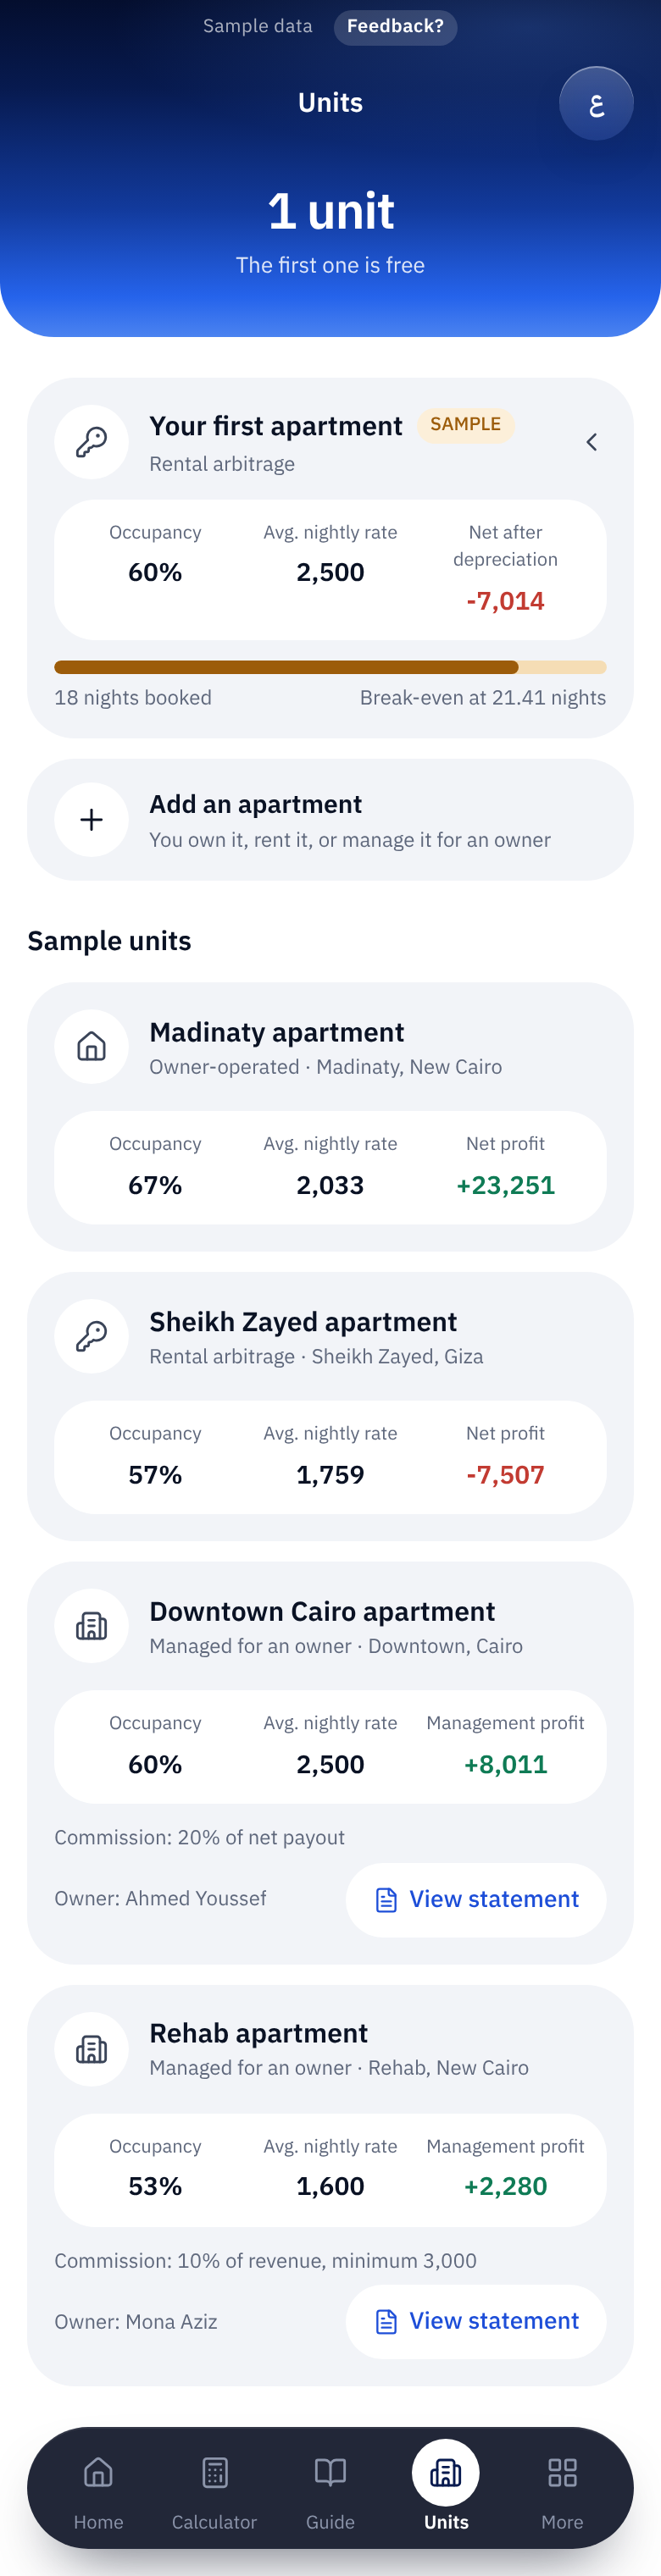 Sample data Feedback?
Units
ع
1 unit
The first one is free
Your first apartment SAMPLE
Rental arbitrage
Occupancy Avg. nightly rate Net after
depreciation
60% 2,500 -7,014
18 nights booked Break-even at 21.41 nights
Add an apartment
You own it, rent it, or manage it for an owner
Sample units
Madinaty apartment
Owner-operated · Madinaty, New Cairo
Occupancy Avg. nightly rate Net profit
67% 2,033 +23,251
Sheikh Zayed apartment
Rental arbitrage · Sheikh Zayed, Giza
Occupancy Avg. nightly rate Net profit
57% 1,759 -7,507
Downtown Cairo apartment
Managed for an owner · Downtown, Cairo
Occupancy Avg. nightly rate Management profit
60% 2,500 +8,011
Commission: 20% of net payout
Owner: Ahmed Youssef View statement
Rehab apartment
Managed for an owner · Rehab, New Cairo
Occupancy Avg. nightly rate Management profit
53% 1,600 +2,280
Commission: 10% of revenue, minimum 3,000
Owner: Mona Aziz View statement
Home Calculator Guide Units More